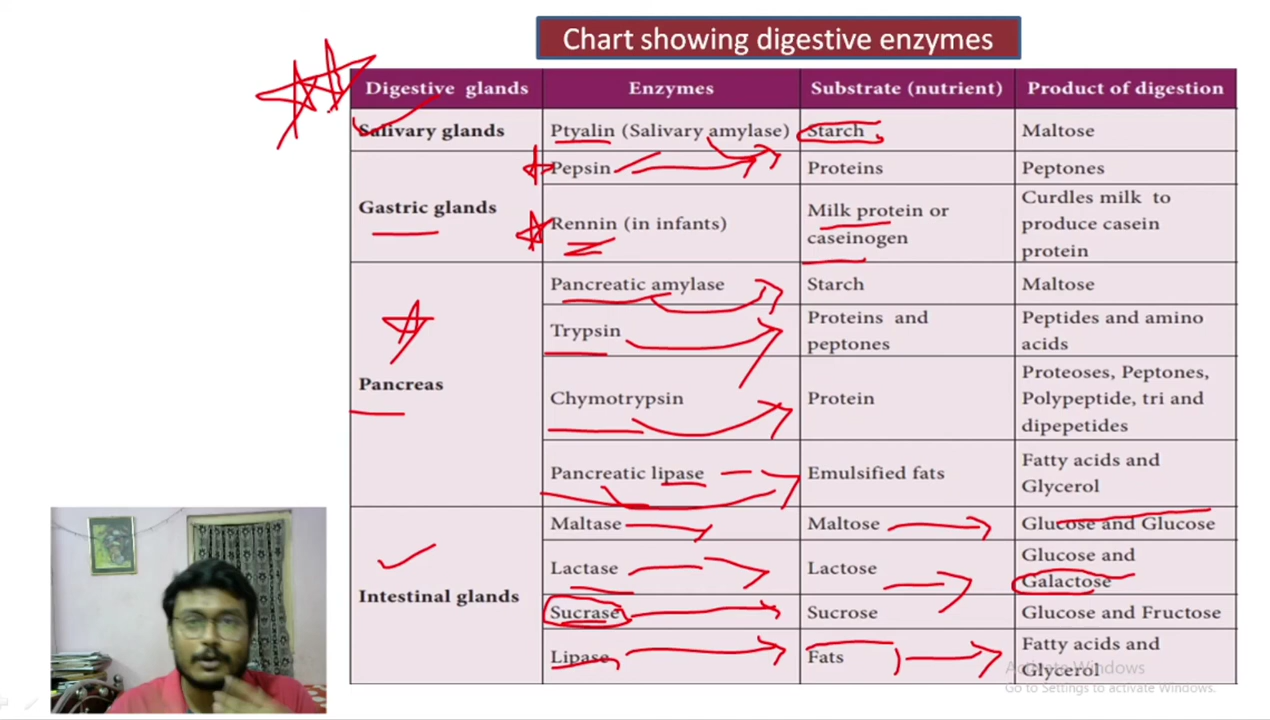 Chart showing digestive enzymes
Digestive glands Enzymes Substrate (nutrient) Product of digestion
Salivary glands Ptyalin (Salivary amylase) Starch Maltose
Gastric glands Pepsin Proteins Peptones
Rennin (in infants) Milk protein or caseinogen Curdles milk to produce casein protein
Pancreas Pancreatic amylase Starch Maltose
Trypsin Proteins and peptones Peptides and amino acids
Chymotrypsin Protein Proteoses, Peptones, Polypeptide, tri and dipepetides
Pancreatic lipase Emulsified fats Fatty acids and Glycerol
Intestinal glands Maltase Maltose Glucose and Glucose
Lactase Lactose Glucose and Galactose
Sucrase Sucrose Glucose and Fructose
Lipase Fats Fatty acids and Glycerol
Activate Windows
Go to Settings to activate Windows.